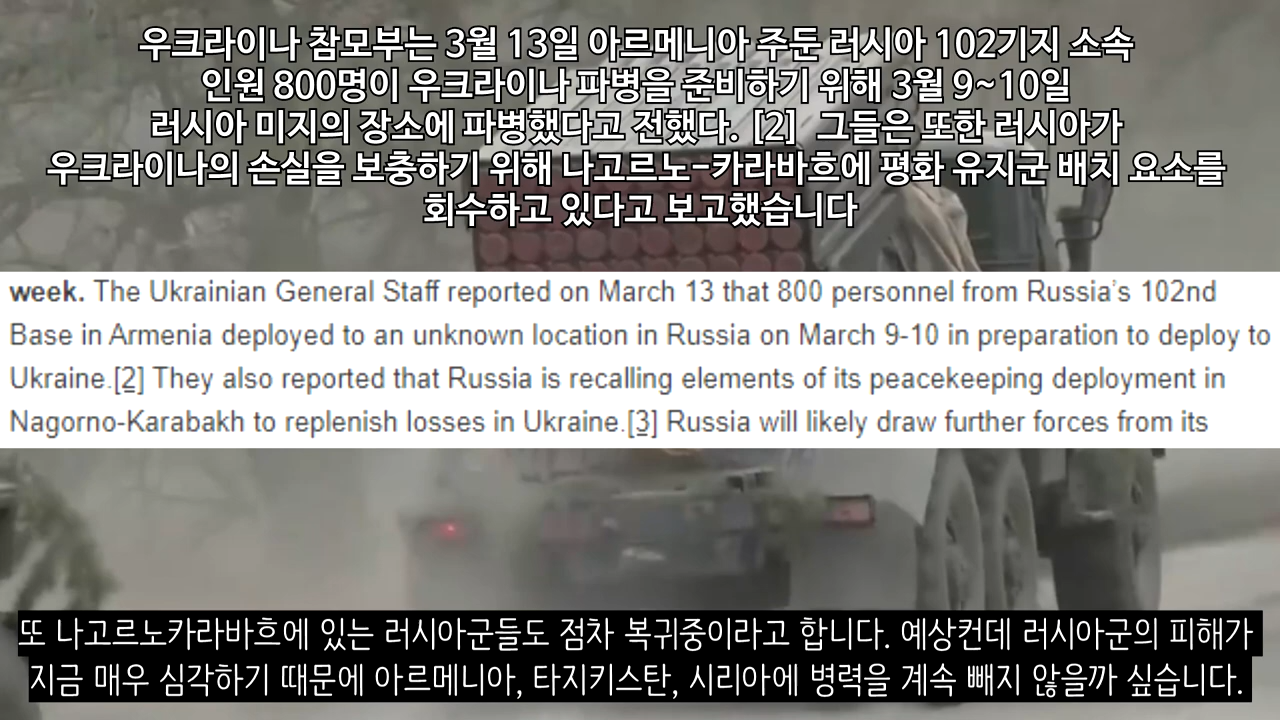 우크라이나 참모부는 3월 13일 아르메니아 주둔 러시아 102기지 소속
인원 800명이 우크라이나 파병을 준비하기 위해 3월 9~10일
러시아 미지의 장소에 파병했다고 전했다. [2] 그들은 또한 러시아가
우크라이나의 손실을 보충하기 위해 나고르노-카라바흐에 평화 유지군 배치 요소를
회수하고 있다고 보고했습니다
week. The Ukrainian General Staff reported on March 13 that 800 personnel from Russia's 102nd
Base in Armenia deployed to an unknown location in Russia on March 9-10 in preparation to deploy to
Ukraine.[2] They also reported that Russia is recalling elements of its peacekeeping deployment in
Nagorno-Karabakh to replenish losses in Ukraine.[3] Russia will likely draw further forces from its
또 나고르노카라바흐에 있는 러시아군들도 점차 복귀중이라고 합니다. 예상컨데 러시아군의 피해가
지금 매우 심각하기 때문에 아르메니아, 타지키스탄, 시리아에 병력을 계속 빼지 않을까 싶습니다.